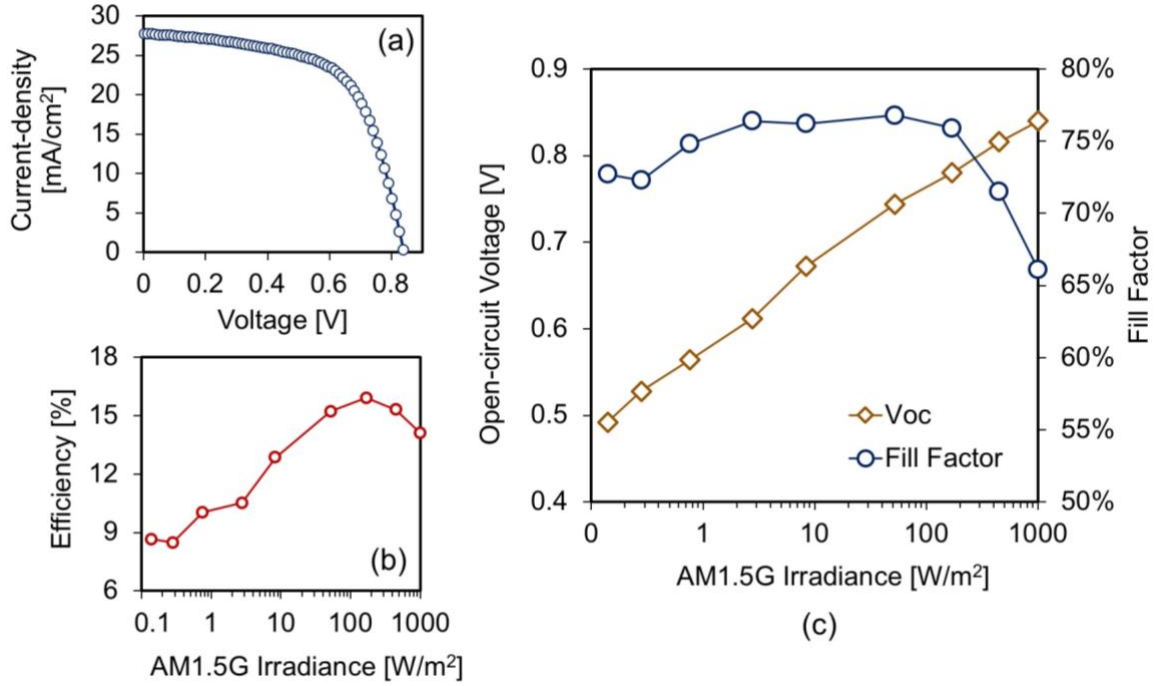 30
25
20
15
10
5
0
Current-density
[mA/cm²]
(a)
0 0.2 0.4 0.6 0.8
Voltage [V]
18
15
12
9
6
Efficiency [%]
(b)
0.1 1 10 100 1000
AM1.5G Irradiance [W/m²]
0.9
0.8
0.7
0.6
0.5
0.4
Open-circuit Voltage [V]
Voc
Fill Factor
80%
75%
70%
65%
60%
55%
50%
Fill Factor
0 1 10 100 1000
AM1.5G Irradiance [W/m²]
(c)